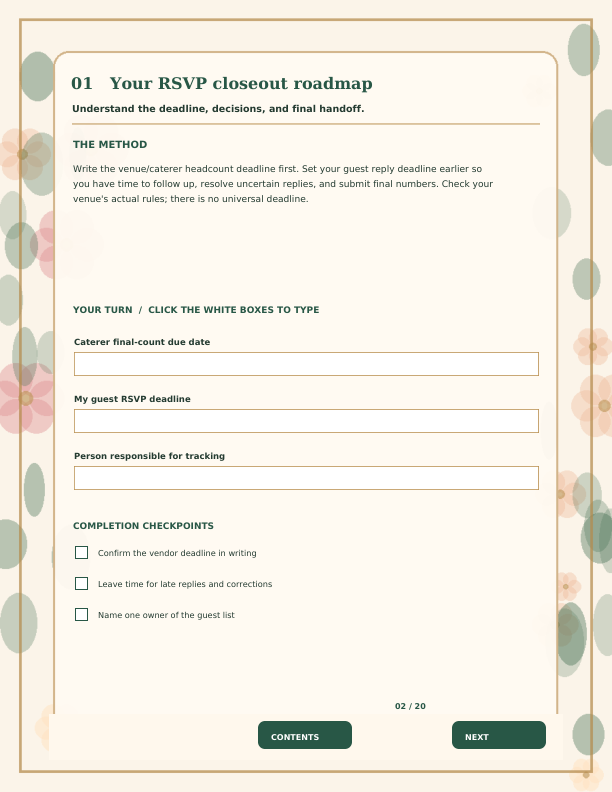 01 Your RSVP closeout roadmap
Understand the deadline, decisions, and final handoff.
THE METHOD
Write the venue/caterer headcount deadline first. Set your guest reply deadline earlier so
you have time to follow up, resolve uncertain replies, and submit final numbers. Check your
venue's actual rules; there is no universal deadline.
YOUR TURN / CLICK THE WHITE BOXES TO TYPE
Caterer final-count due date
My guest RSVP deadline
Person responsible for tracking
COMPLETION CHECKPOINTS
Confirm the vendor deadline in writing
Leave time for late replies and corrections
Name one owner of the guest list
02 / 20
CONTENTS
NEXT